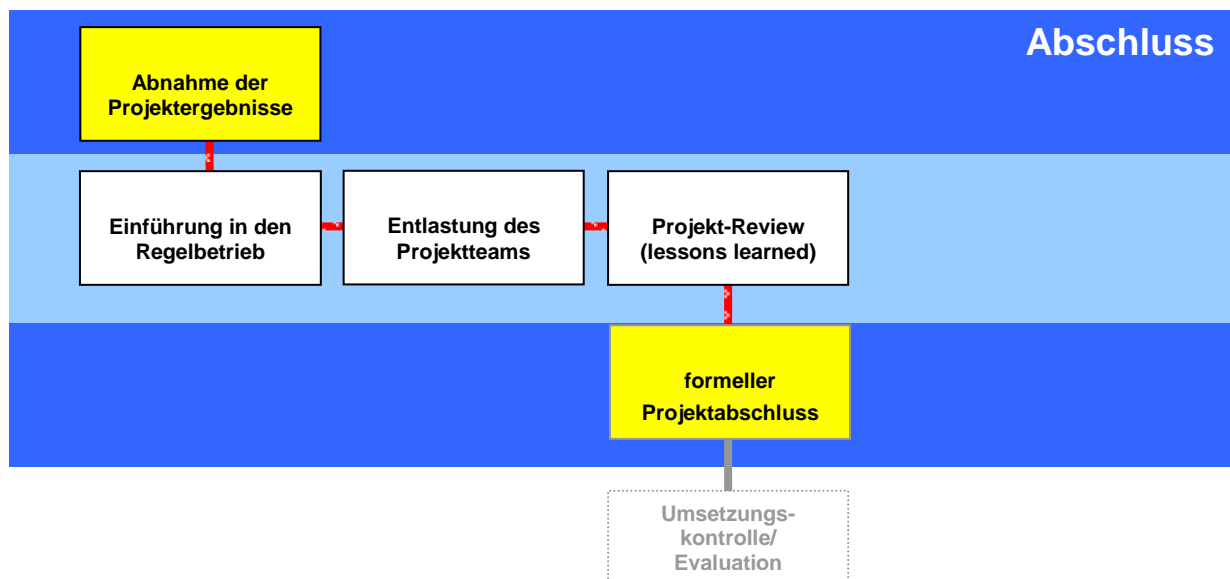 Abschluss
Abnahme der
Projektergebnisse
Einführung in den
Regelbetrieb
Entlastung des
Projektteams
Projekt-Review
(lessons learned)
formeller
Projektabschluss
Umsetzungs-
kontrolle/
Evaluation